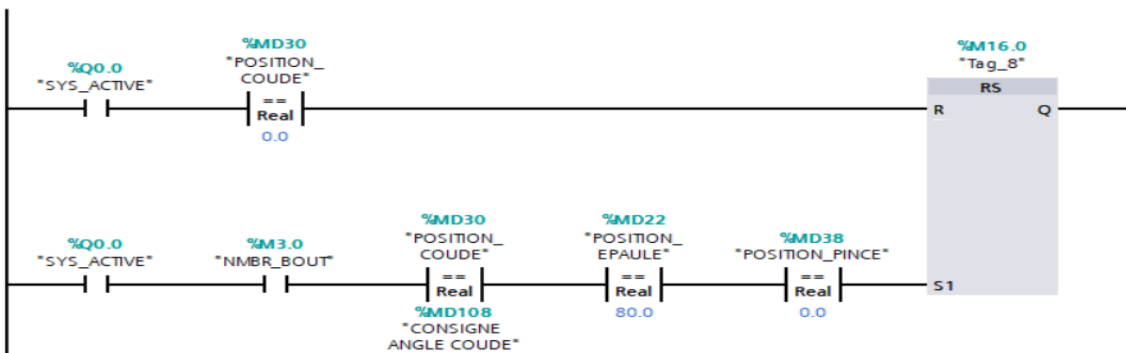 %Q0.0
"SYS_ACTIVE"
%MD30
"POSITION_
COUDE"
==
Real
0.0
%M16.0
"Tag_8"
RS
R
Q
%Q0.0
"SYS_ACTIVE"
%M3.0
"NMBR_BOUT"
%MD30
"POSITION_
COUDE"
==
Real
%MD108
"CONSIGNE
ANGLE COUDE"
%MD22
"POSITION_
EPAULE"
==
Real
80.0
%MD38
"POSITION_PINCE"
==
Real
0.0
S1